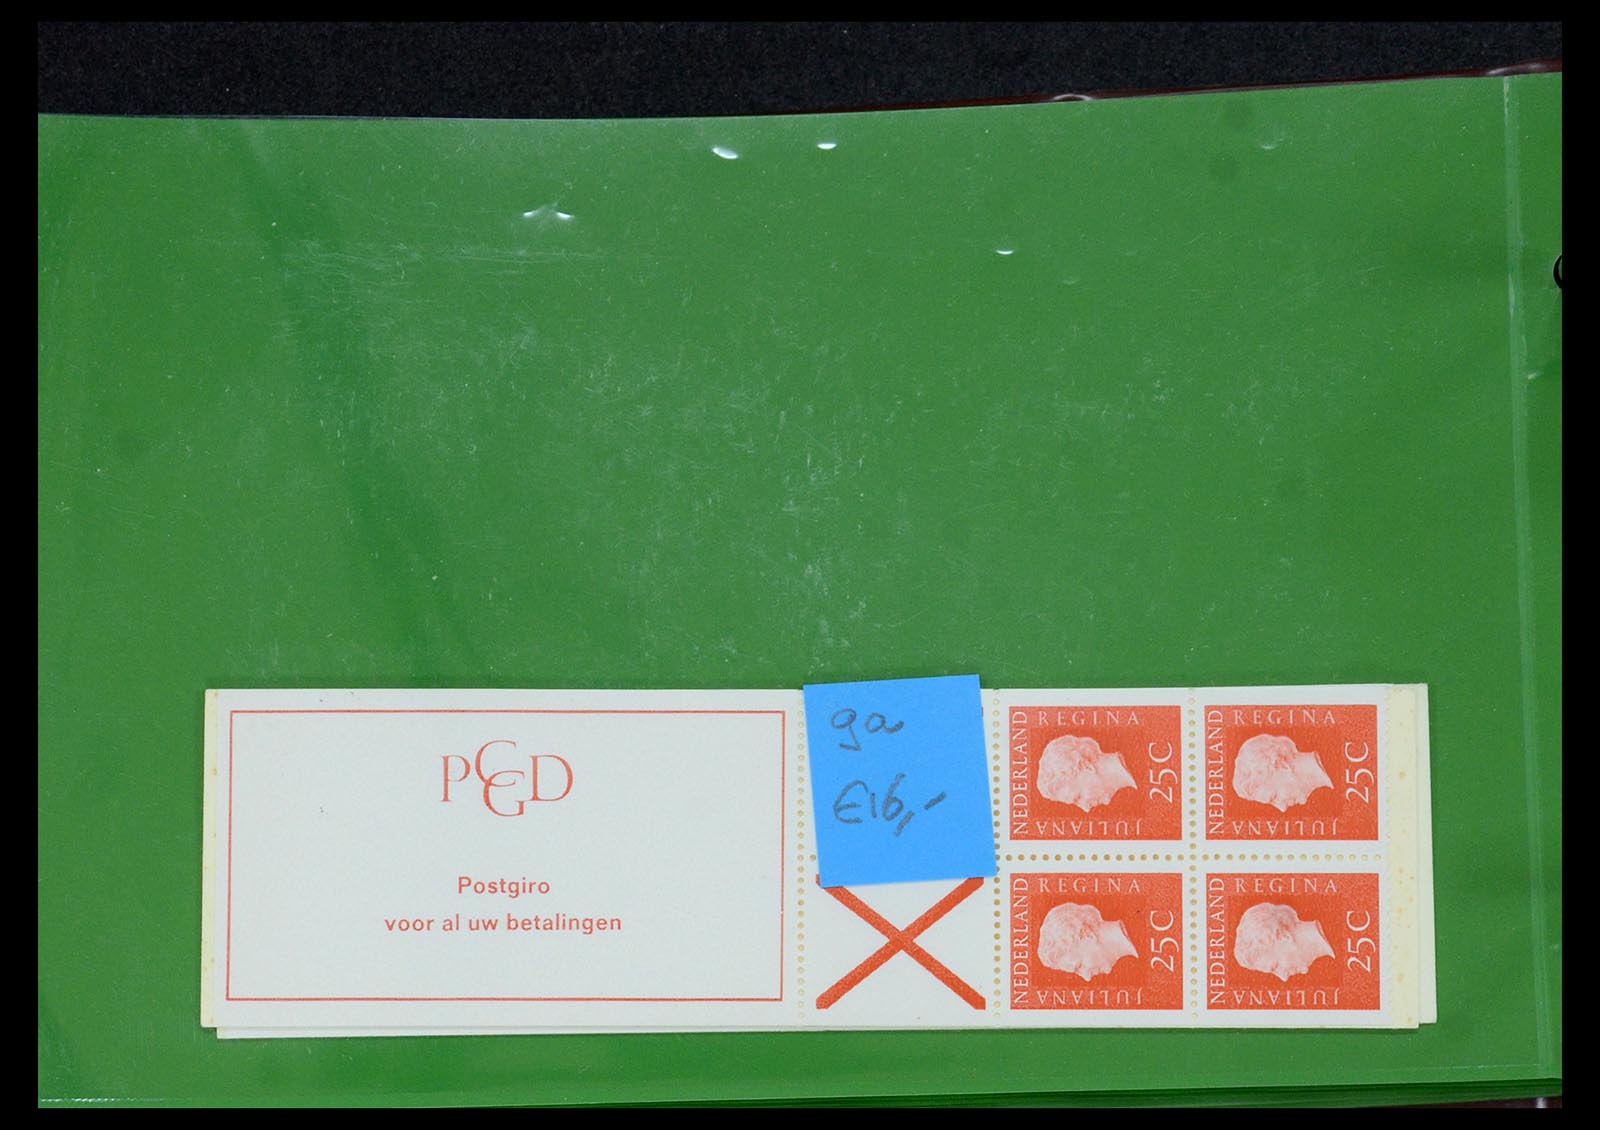 PCGD
Postgiro
voor al uw betalingen
9a
€16,-
REGINA
NEDERLAND
JULIANA
25C
REGINA
NEDERLAND
JULIANA
25C
REGINA
NEDERLAND
JULIANA
25C
REGINA
NEDERLAND
JULIANA
25C